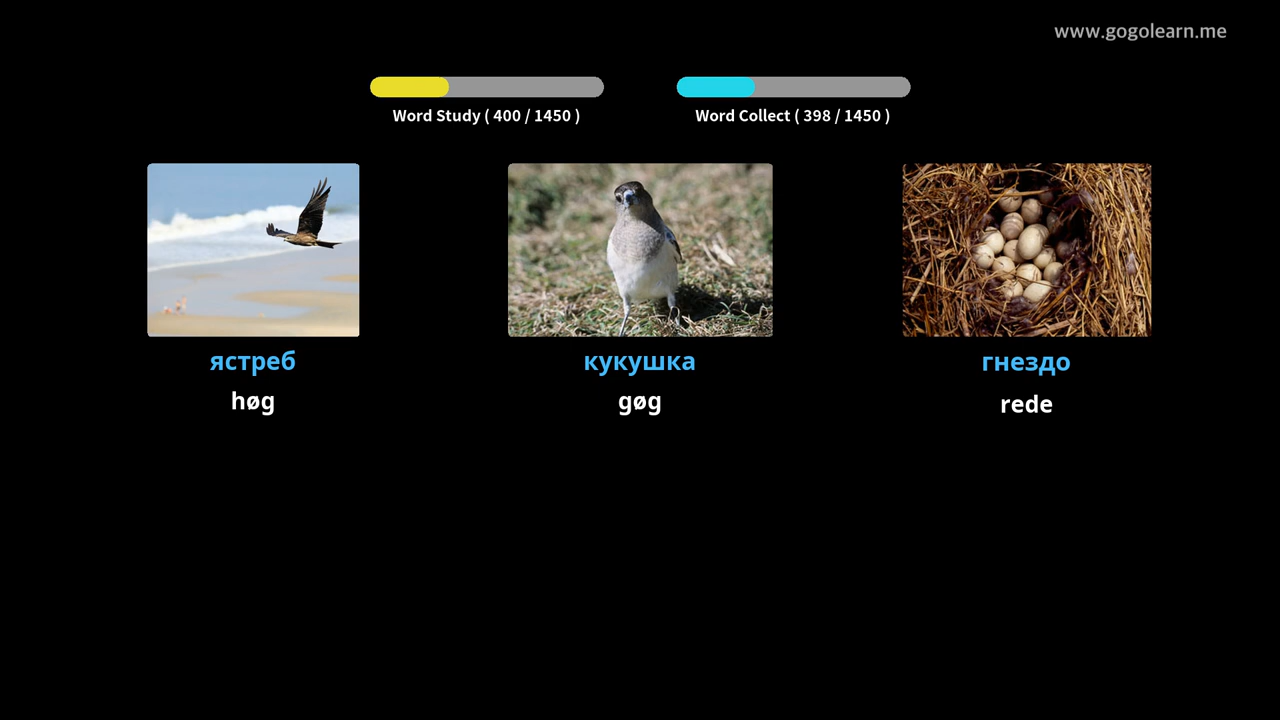 www.gogolearn.me
Word Study ( 400 / 1450 )
Word Collect ( 398 / 1450 )
ястреб
høg
кукушка
gøg
гнездо
rede